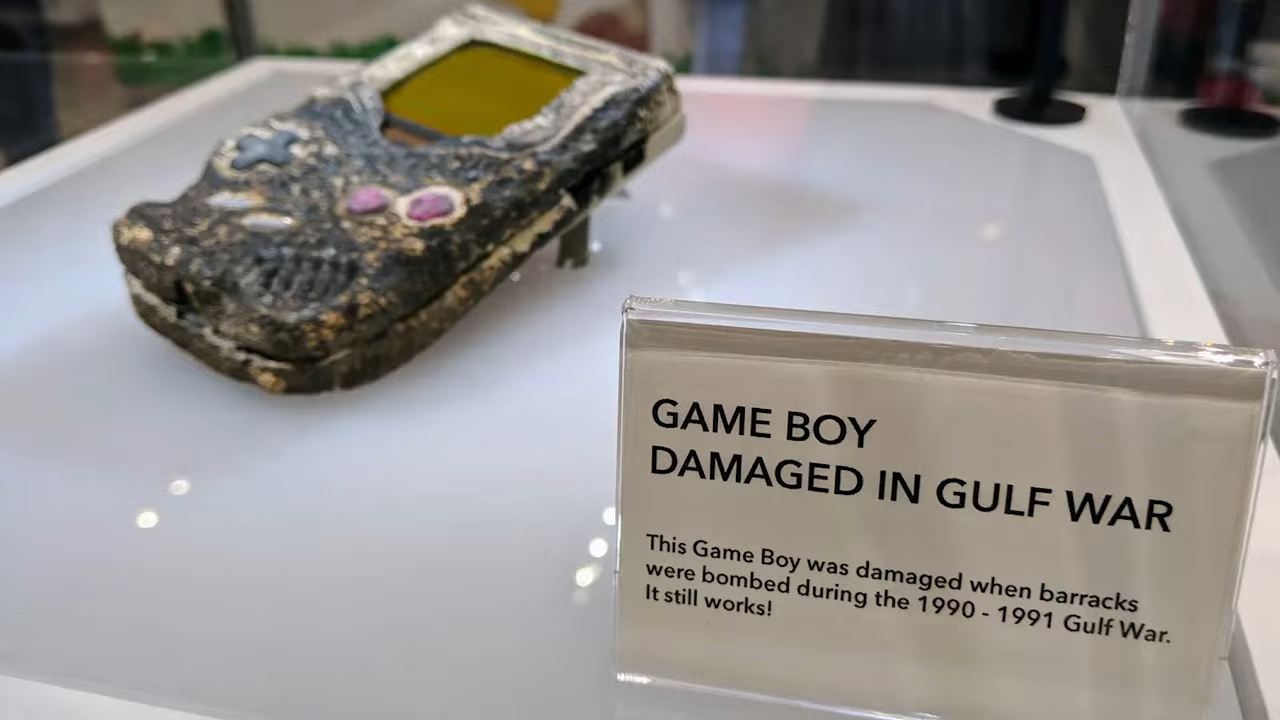 GAME BOY
DAMAGED IN GULF WAR
This Game Boy was damaged when barracks
were bombed during the 1990 - 1991 Gulf War.
It still works!